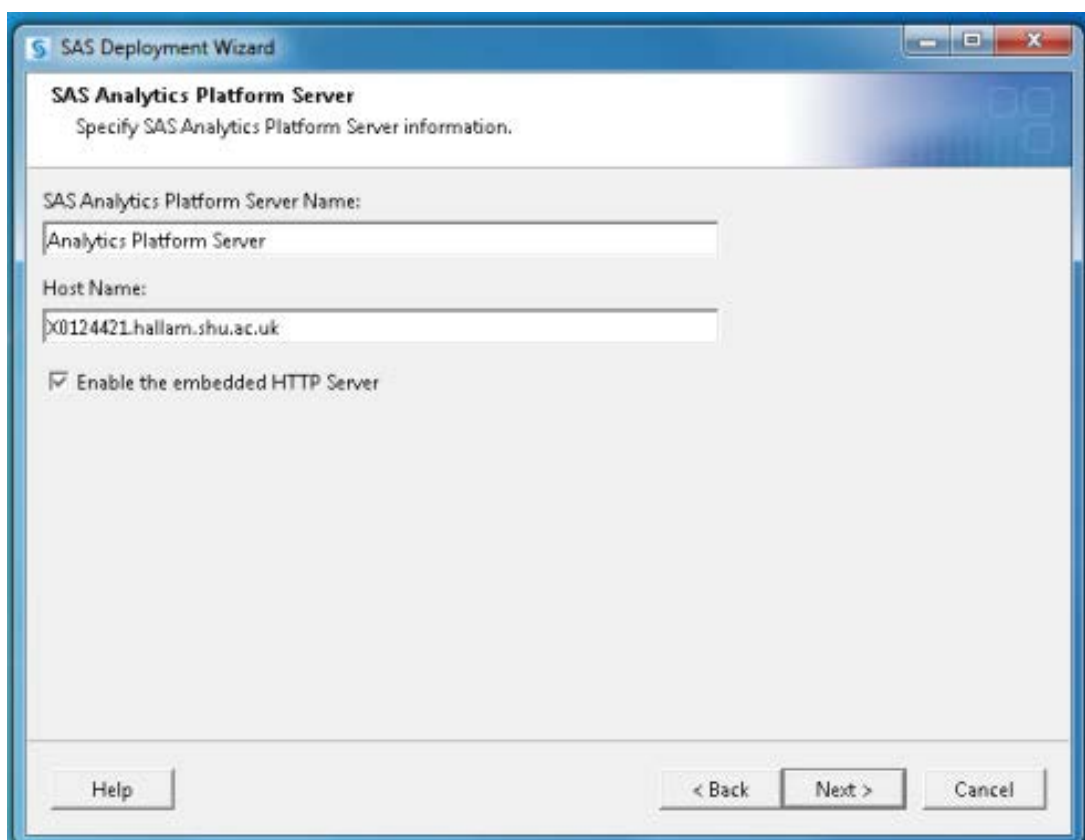 SAS Deployment Wizard
SAS Analytics Platform Server
Specify SAS Analytics Platform Server information.
SAS Analytics Platform Server Name:
Analytics Platform Server
Host Name:
X0124421.hallam.shu.ac.uk
Enable the embedded HTTP Server
Help
< Back
Next >
Cancel